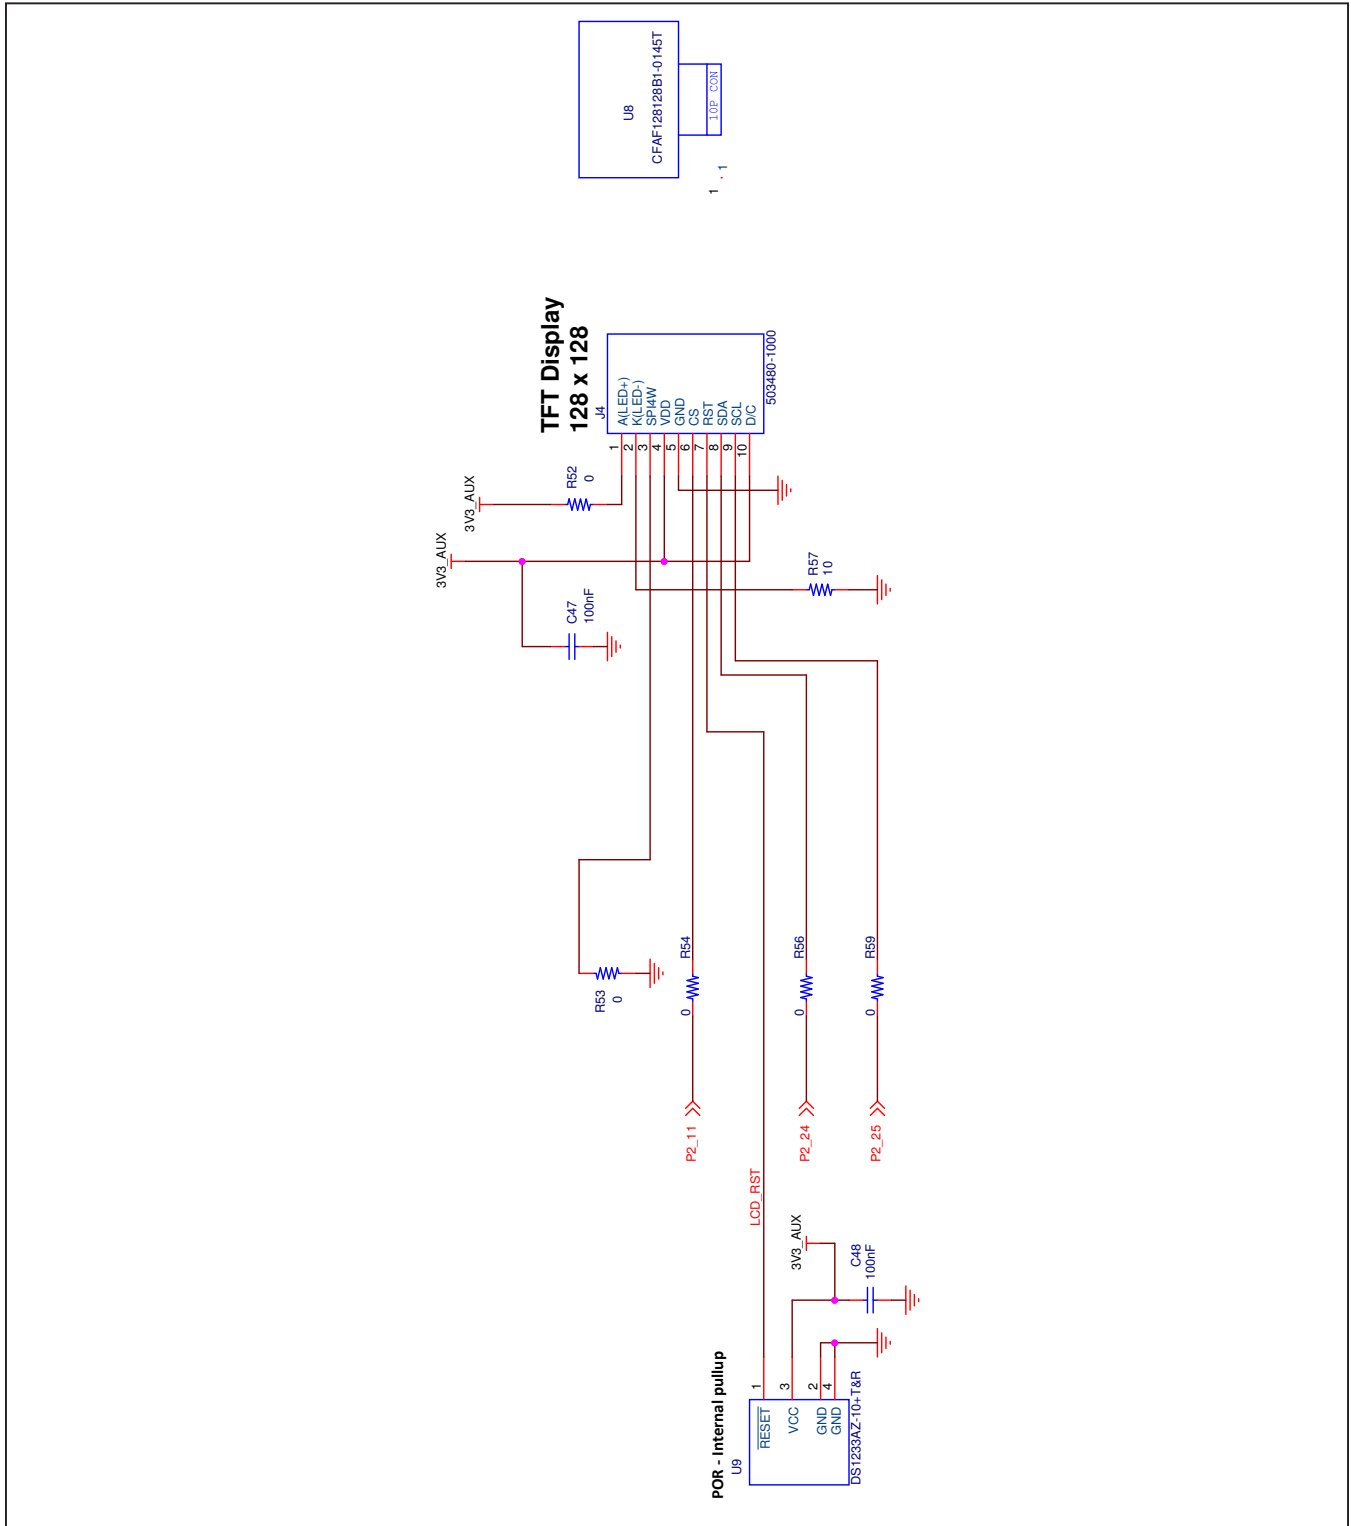 U8
CFAF128128B1-0145T
10P CON
1
. 1
TFT Display
128 x 128
J4
A(LED+)
K(LED-)
SPI4W
VDD
GND
CS
RST
SDA
SCL
D/C
503480-1000
1
2
3
4
5
6
7
8
9
10
3V3_AUX
R52
0
3V3_AUX
C47
100nF
R57
10
R53
0
R54
0
R56
0
R59
0
P2_11
P2_24
P2_25
LCD_RST
3V3_AUX
C48
100nF
POR - Internal pullup
U9
1
3
2
4
RESET
VCC
GND
GND
DS1233AZ-10+T&R